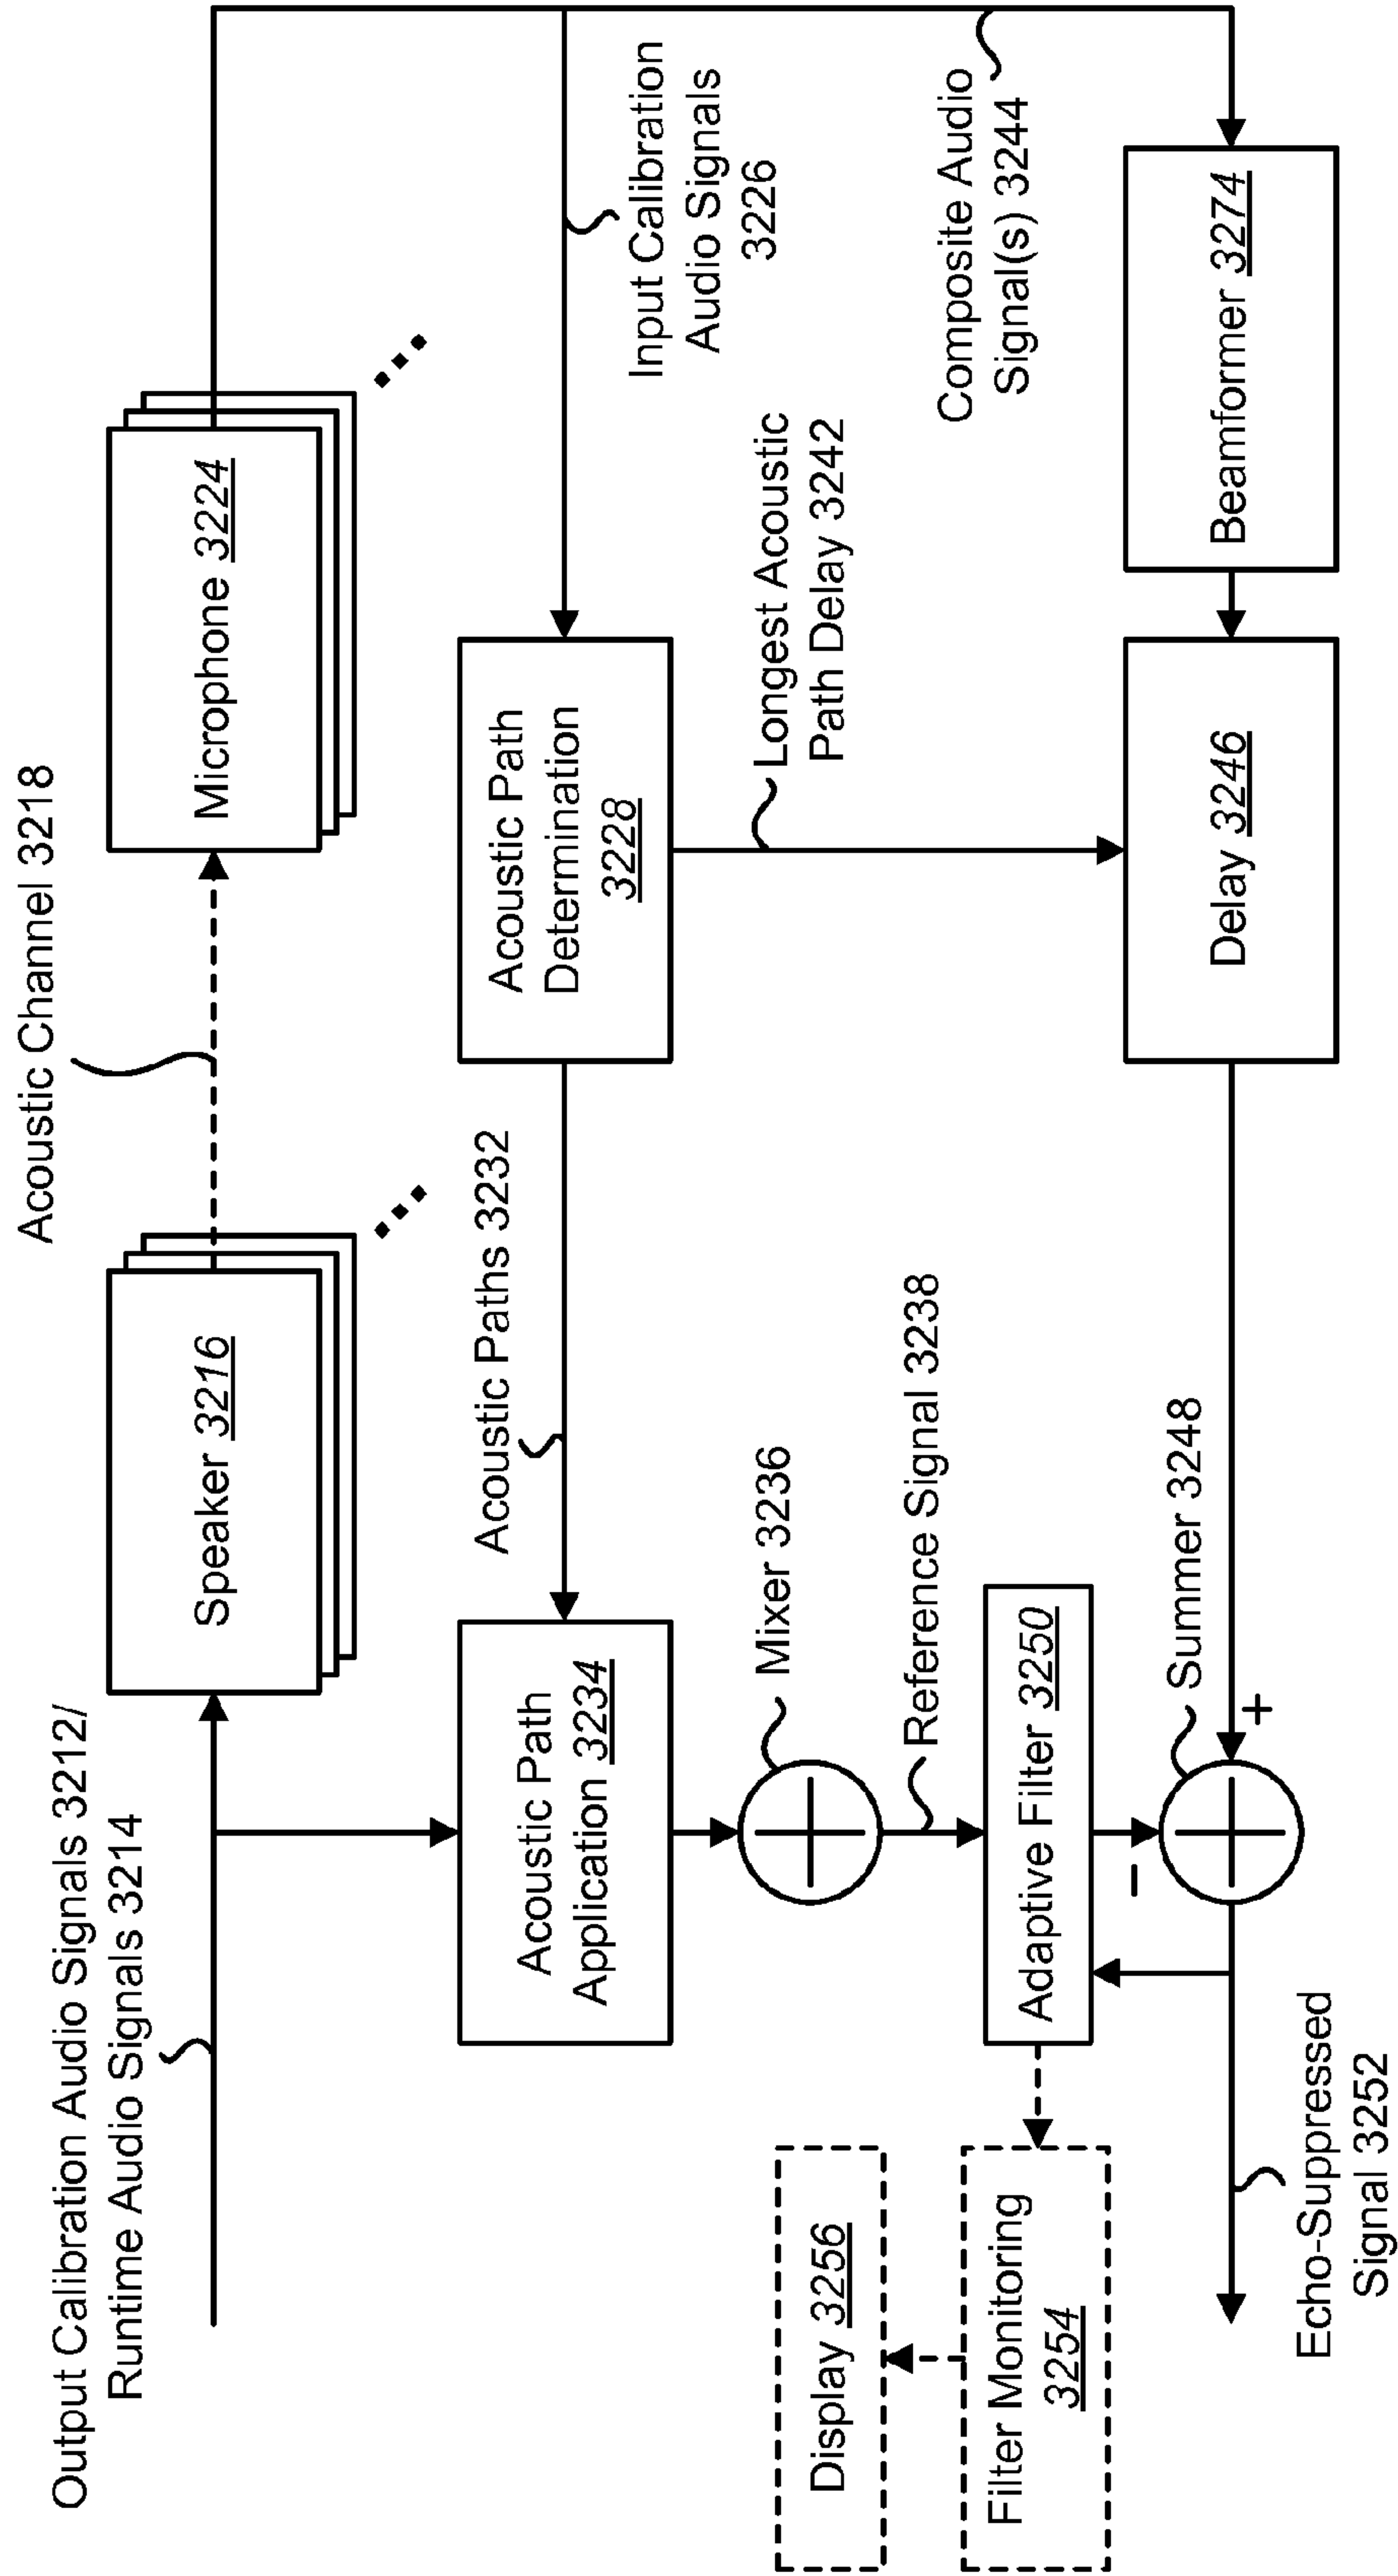 Output Calibration Audio Signals 3212/
Runtime Audio Signals 3214
Acoustic Channel 3218
Speaker 3216
Microphone 3224
Acoustic Paths 3232
Input Calibration
Audio Signals
3226
Acoustic Path
Application 3234
Acoustic Path
Determination
3228
Mixer 3236
Longest Acoustic
Path Delay 3242
Display 3256
Reference Signal 3238
Composite Audio
Signal(s) 3244
Filter Monitoring
3254
Adaptive Filter 3250
-
Summer 3248
+
Delay 3246
Beamformer 3274
Echo-Suppressed
Signal 3252